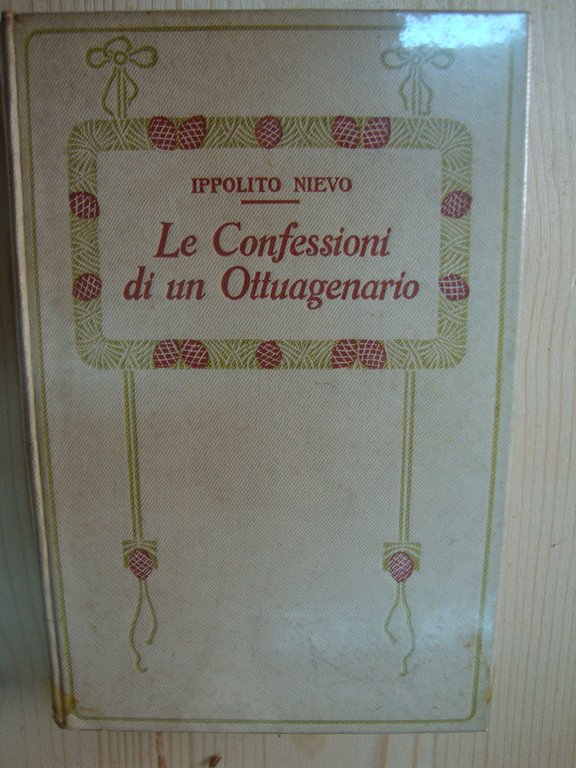 IPPOLITO NIEVO
Le Confessioni
di un Ottuagenario